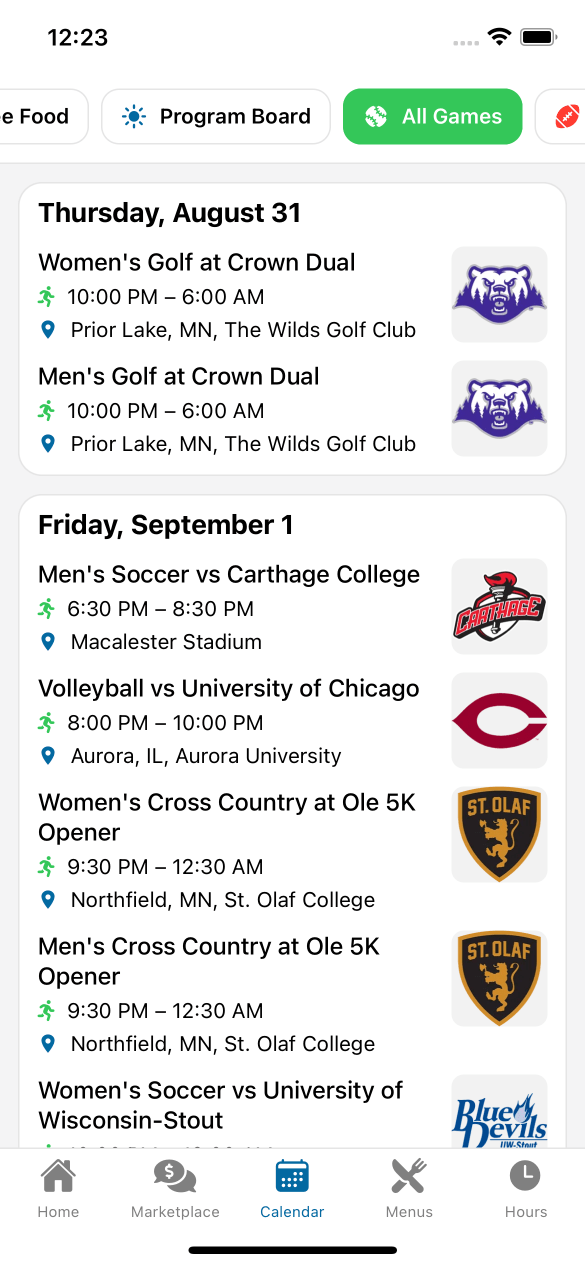 12:23
e Food
Program Board
All Games
Thursday, August 31
Women's Golf at Crown Dual
10:00 PM – 6:00 AM
Prior Lake, MN, The Wilds Golf Club
Men's Golf at Crown Dual
10:00 PM – 6:00 AM
Prior Lake, MN, The Wilds Golf Club
Friday, September 1
Men's Soccer vs Carthage College
6:30 PM – 8:30 PM
Macalester Stadium
CARTHAGE
Volleyball vs University of Chicago
8:00 PM – 10:00 PM
Aurora, IL, Aurora University
Women's Cross Country at Ole 5K
Opener
9:30 PM – 12:30 AM
Northfield, MN, St. Olaf College
ST. OLAF
Men's Cross Country at Ole 5K
Opener
9:30 PM – 12:30 AM
Northfield, MN, St. Olaf College
ST. OLAF
Women's Soccer vs University of
Wisconsin-Stout
Blue
Devils
UW-Stout
Home
Marketplace
Calendar
Menus
Hours